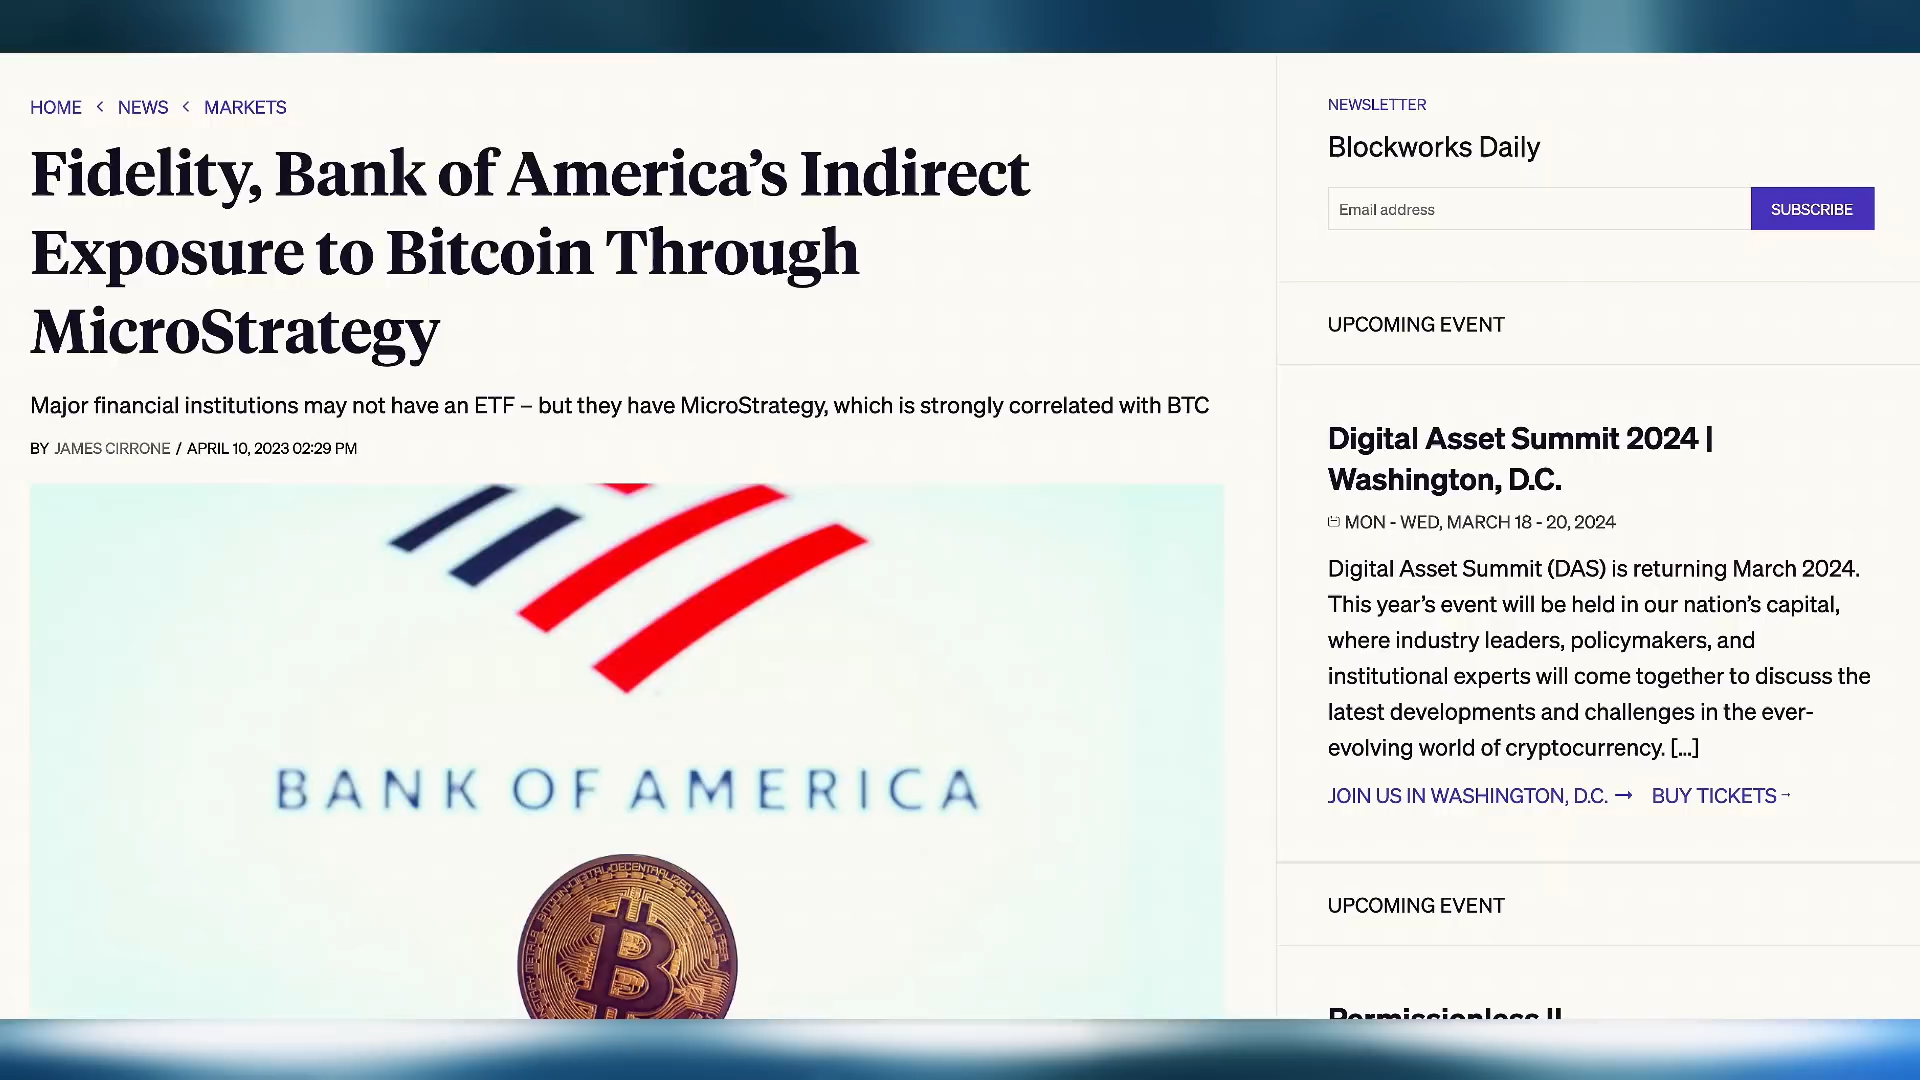 HOME < NEWS < MARKETS
Fidelity, Bank of America’s Indirect
Exposure to Bitcoin Through
MicroStrategy
Major financial institutions may not have an ETF – but they have MicroStrategy, which is strongly correlated with BTC
BY JAMES CIRRONE / APRIL 10, 2023 02:29 PM
BANK OF AMERICA
NEWSLETTER
Blockworks Daily
Email address
SUBSCRIBE
UPCOMING EVENT
Digital Asset Summit 2024 |
Washington, D.C.
MON - WED, MARCH 18 - 20, 2024
Digital Asset Summit (DAS) is returning March 2024.
This year’s event will be held in our nation’s capital,
where industry leaders, policymakers, and
institutional experts will come together to discuss the
latest developments and challenges in the ever-
evolving world of cryptocurrency. [...]
JOIN US IN WASHINGTON, D.C. → BUY TICKETS →
UPCOMING EVENT
Permissionless II